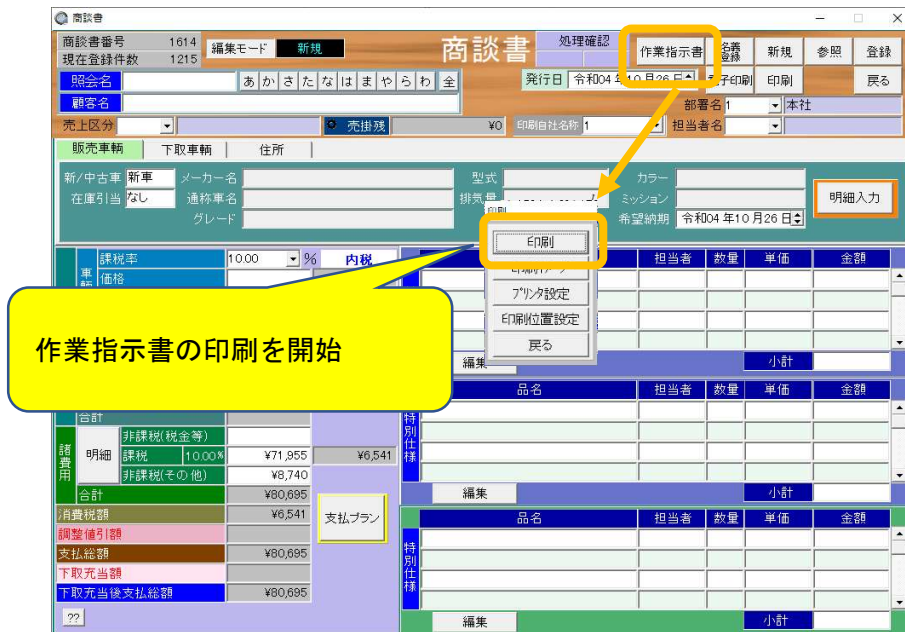 商談書
商談書番号 1614
現在登録件数 1215
編集モード 新規
商談書
処理確認
作業指示書 名義登録 新規 参照 登録
発行日 令和04年10月26日
印刷 戻る
照会名
あ か さ た な は ま や ら わ 全
顧客名
部署名 1 本社
売上区分 売掛残 ¥0 印刷自社名称 1 担当者名
販売車輌 下取車輌 住所
新/中古車 新車 メーカー名 型式 カラー
在庫引当 なし 通称車名 排気量 ミッション
グレード 希望納期 令和04年10月26日
明細入力
印刷
印刷
プリンタ設定
印刷位置設定
戻る
課税率 10.00 % 内税
車輌
価格
担当者 数量 単価 金額
作業指示書の印刷を開始
編集 小計
品名 担当者 数量 単価 金額
合計
特別仕様
諸費用
明細
非課税(税金等)
課税 10.00% ¥71,955 ¥6,541
非課税(その他) ¥8,740
合計 ¥80,695
編集 小計
消費税額 ¥6,541
支払プラン
品名 担当者 数量 単価 金額
調整値引額
特別仕様
支払総額 ¥80,695
下取充当額
下取充当後支払総額 ¥80,695
??
編集 小計